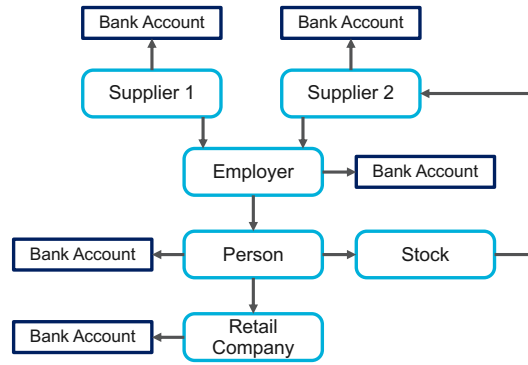 Bank Account
Bank Account
Supplier 1
Supplier 2
Employer
Bank Account
Bank Account
Person
Stock
Bank Account
Retail
Company